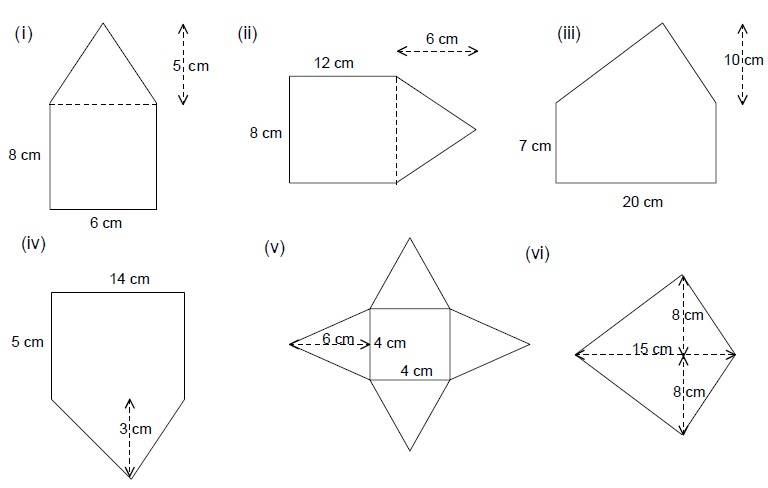 (i)
5 cm
8 cm
6 cm
(ii)
6 cm
12 cm
8 cm
(iii)
10 cm
7 cm
20 cm
(iv)
14 cm
5 cm
3 cm
(v)
6 cm
4 cm
4 cm
(vi)
8 cm
15 cm
8 cm